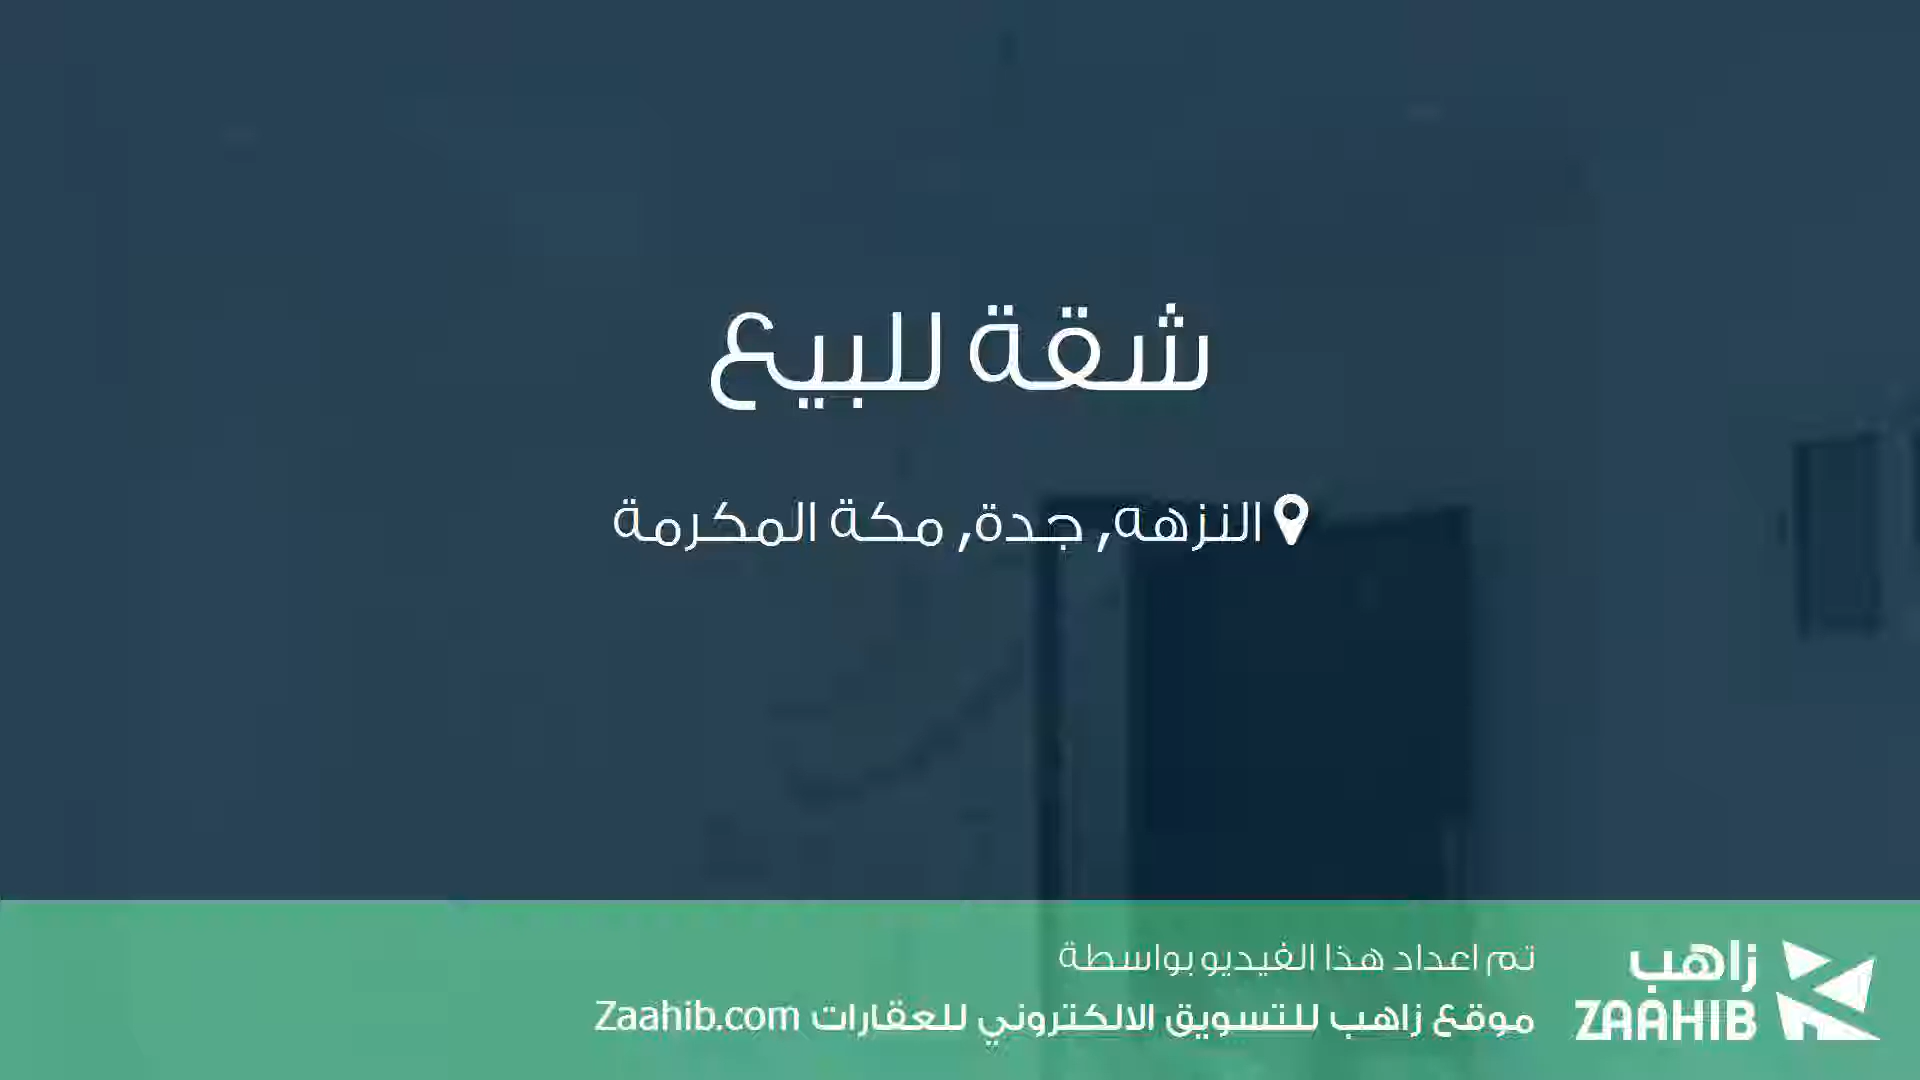 شقة للبيع
النزهه, جدة, مكة المكرمة
تم اعداد هذا الفيديو بواسطة
موقع زاهب للتسويق الالكتروني للعقارات Zaahib.com
زاهب
ZAAHIB